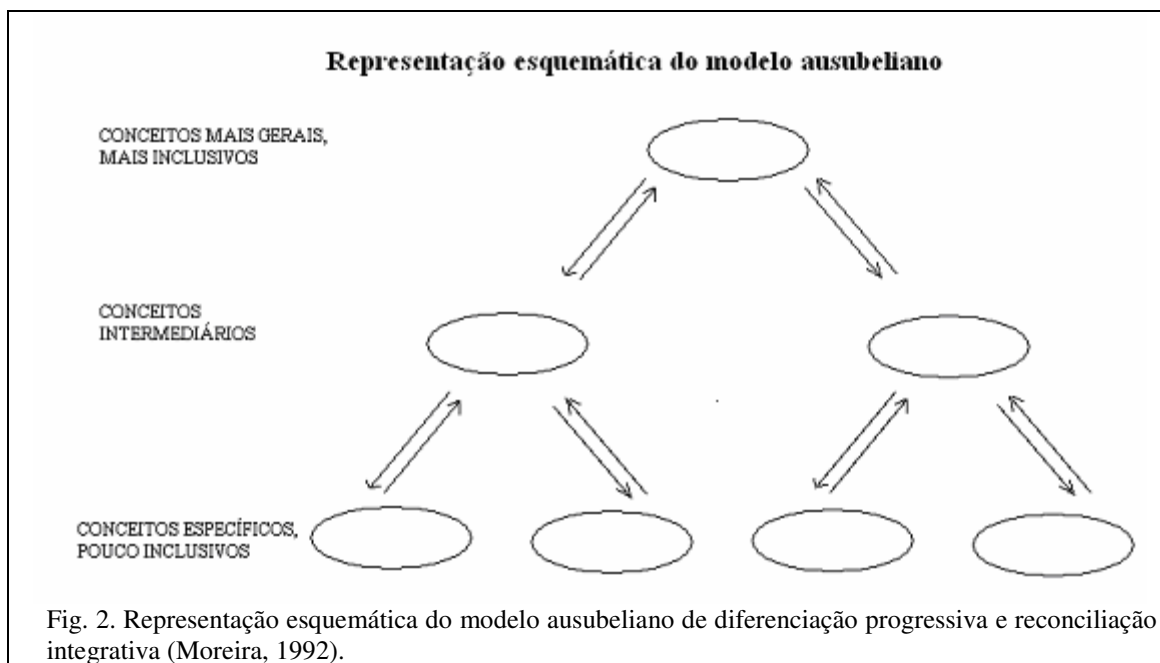 Representação esquemática do modelo ausubeliano
CONCEITOS MAIS GERAIS,
MAIS INCLUSIVOS
CONCEITOS
INTERMEDIÁRIOS
CONCEITOS ESPECÍFICOS,
POUCO INCLUSIVOS
Fig. 2. Representação esquemática do modelo ausubeliano de diferenciação progressiva e reconciliação
integrativa (Moreira, 1992).